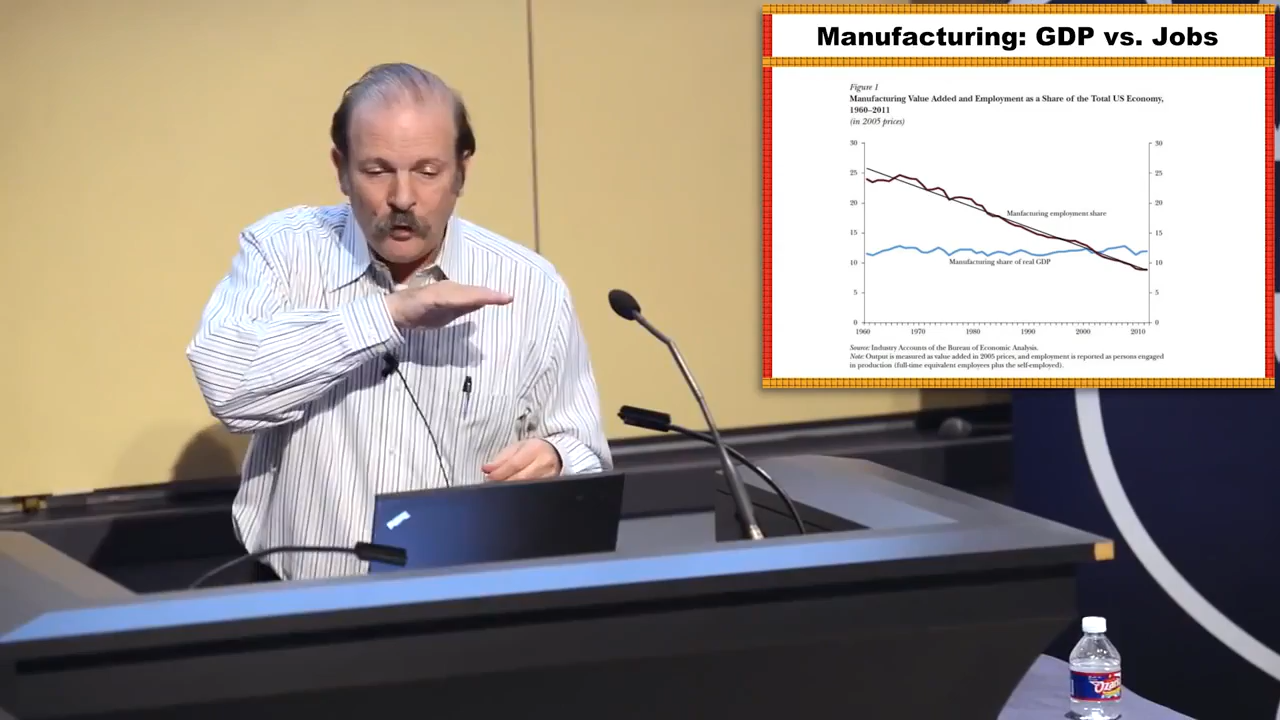 Manufacturing: GDP vs. Jobs
Figure 1
Manufacturing Value Added and Employment as a Share of the Total US Economy,
1960–2011
(in 2005 prices)
30 30
25 25
Manfacturing employment share
20 20
15 15
Manufacturing share of real GDP
10 10
5 5
0 0
1960 1970 1980 1990 2000 2010
Source: Industry Accounts of the Bureau of Economic Analysis.
Note: Output is measured as value added in 2005 prices, and employment is reported as persons engaged
in production (full-time equivalent employees plus the self-employed).